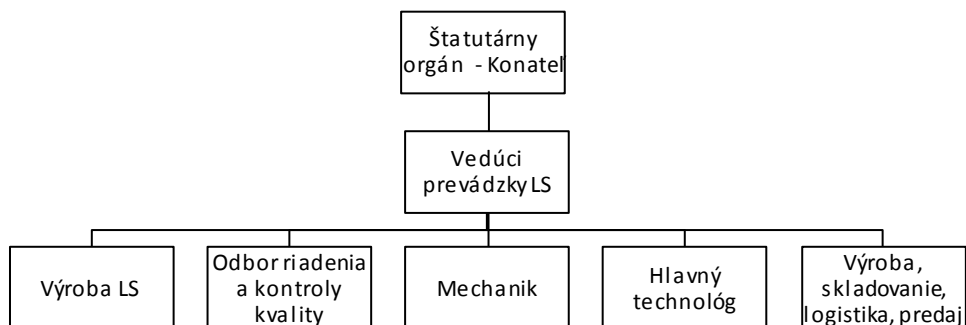 Štatutárny
orgán - Konateľ
Vedúci
prevádzky LS
Výroba LS
Odbor riadenia
a kontroly
kvality
Mechanik
Hlavný
technológ
Výroba,
skladovanie,
logistika, predaj